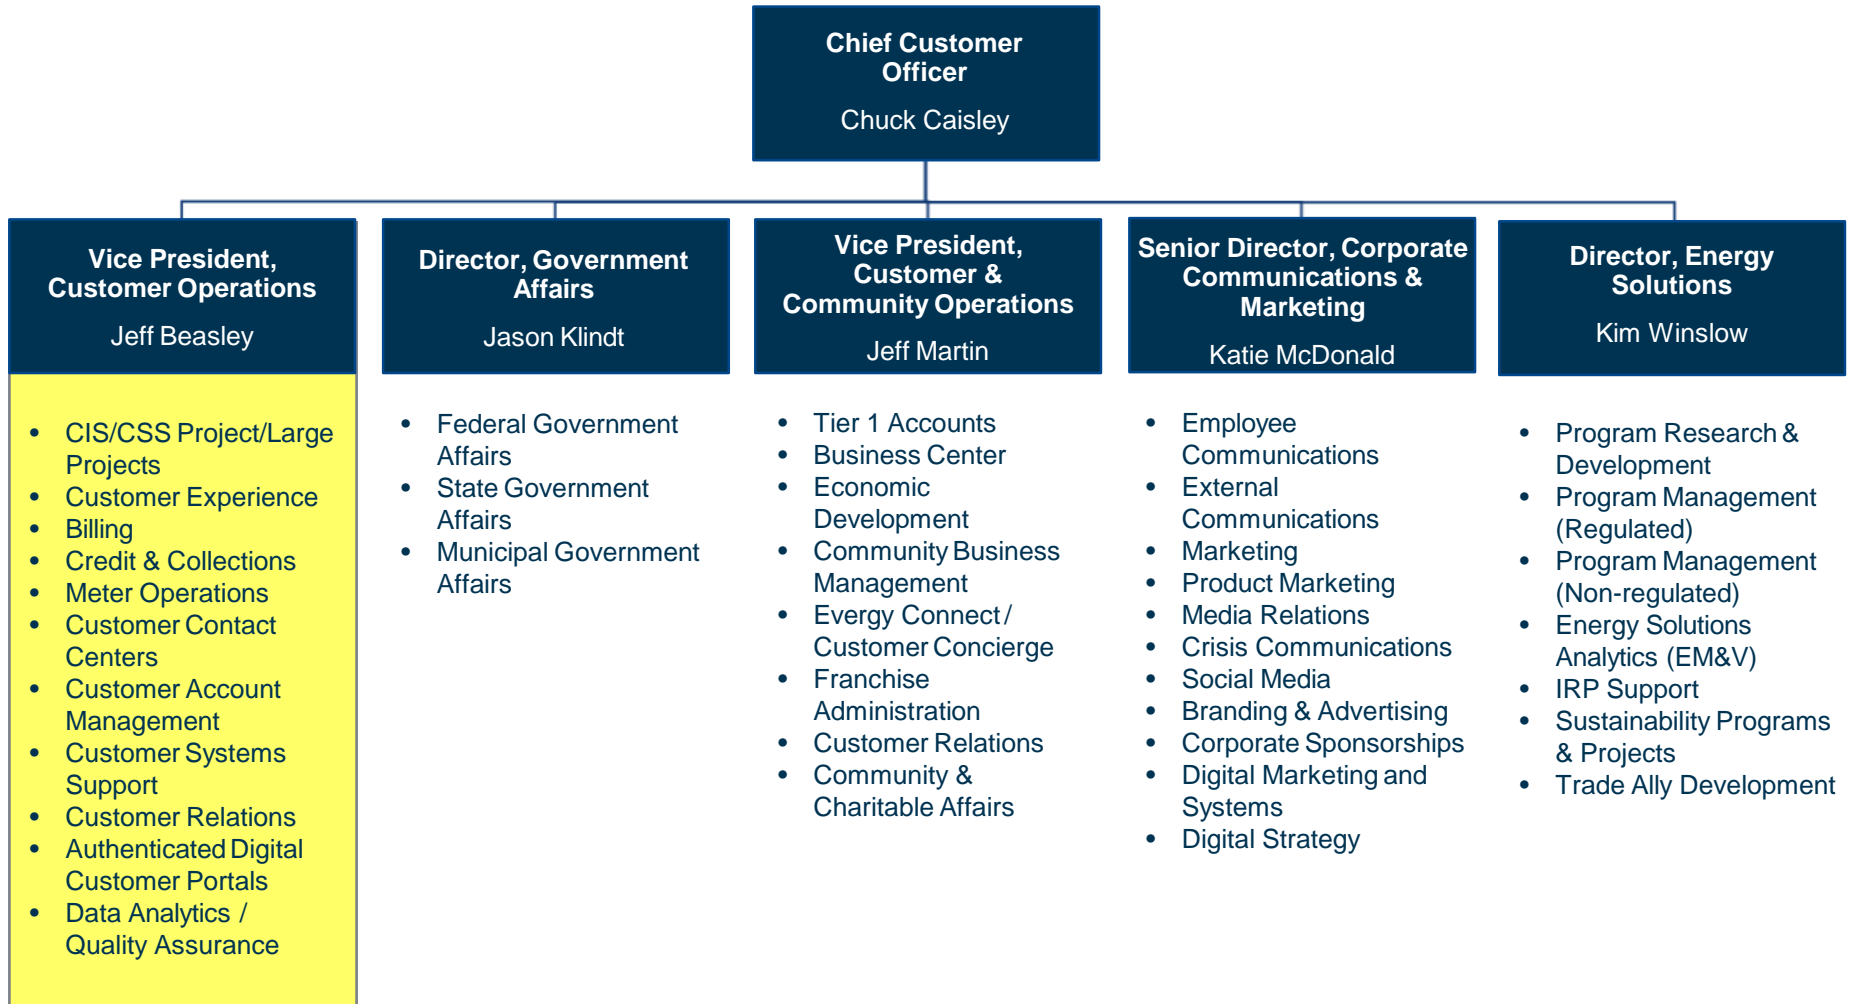 Chief Customer
Officer
Chuck Caisley
Vice President,
Customer Operations
Jeff Beasley
• CIS/CSS Project/Large
Projects
• Customer Experience
• Billing
• Credit & Collections
• Meter Operations
• Customer Contact
Centers
• Customer Account
Management
• Customer Systems
Support
• Customer Relations
• Authenticated Digital
Customer Portals
• Data Analytics /
Quality Assurance
Director, Government
Affairs
Jason Klindt
• Federal Government
Affairs
• State Government
Affairs
• Municipal Government
Affairs
Vice President,
Customer &
Community Operations
Jeff Martin
• Tier 1 Accounts
• Business Center
• Economic
Development
• Community Business
Management
• Evergy Connect /
Customer Concierge
• Franchise
Administration
• Customer Relations
• Community &
Charitable Affairs
Senior Director, Corporate
Communications &
Marketing
Katie McDonald
• Employee
Communications
• External
Communications
• Marketing
• Product Marketing
• Media Relations
• Crisis Communications
• Social Media
• Branding & Advertising
• Corporate Sponsorships
• Digital Marketing and
Systems
• Digital Strategy
Director, Energy
Solutions
Kim Winslow
• Program Research &
Development
• Program Management
(Regulated)
• Program Management
(Non-regulated)
• Energy Solutions
Analytics (EM&V)
• IRP Support
• Sustainability Programs
& Projects
• Trade Ally Development